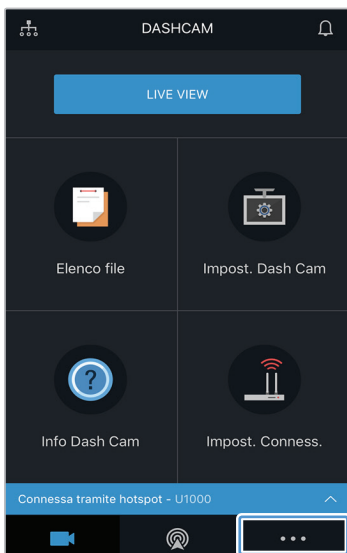 DASHCAM
LIVE VIEW
Elenco file
Impost. Dash Cam
Info Dash Cam
Impost. Conness.
Connessa tramite hotspot - U1000